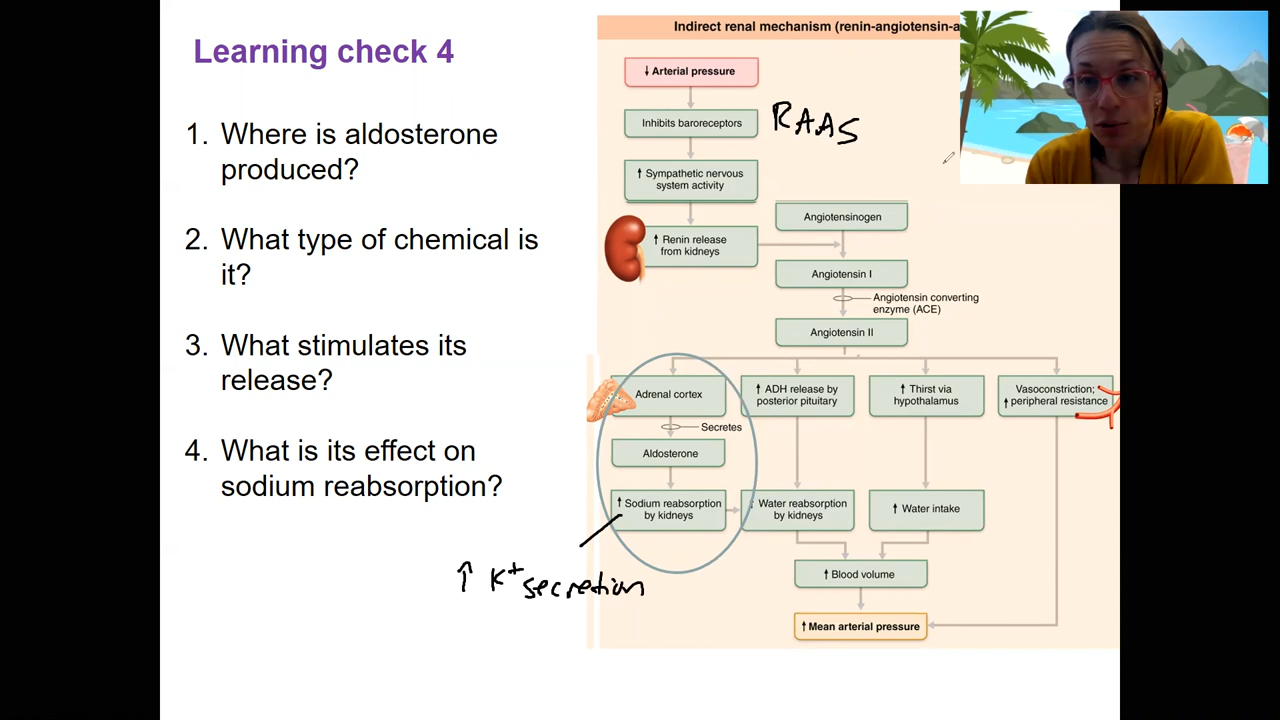 Learning check 4
1. Where is aldosterone
produced?
2. What type of chemical is
it?
3. What stimulates its
release?
4. What is its effect on
sodium reabsorption?
Indirect renal mechanism (renin-angiotensin-a
↓ Arterial pressure
Inhibits baroreceptors
RAAS
↑ Sympathetic nervous
system activity
↑ Renin release
from kidneys
Angiotensinogen
Angiotensin I
Angiotensin converting
enzyme (ACE)
Angiotensin II
Adrenal cortex
↑ ADH release by
posterior pituitary
↑ Thirst via
hypothalamus
Vasoconstriction;
↑ peripheral resistance
Secretes
Aldosterone
↑ Sodium reabsorption
by kidneys
↑ Water reabsorption
by kidneys
↑ Water intake
↑ K+ secretion
↑ Blood volume
↑ Mean arterial pressure